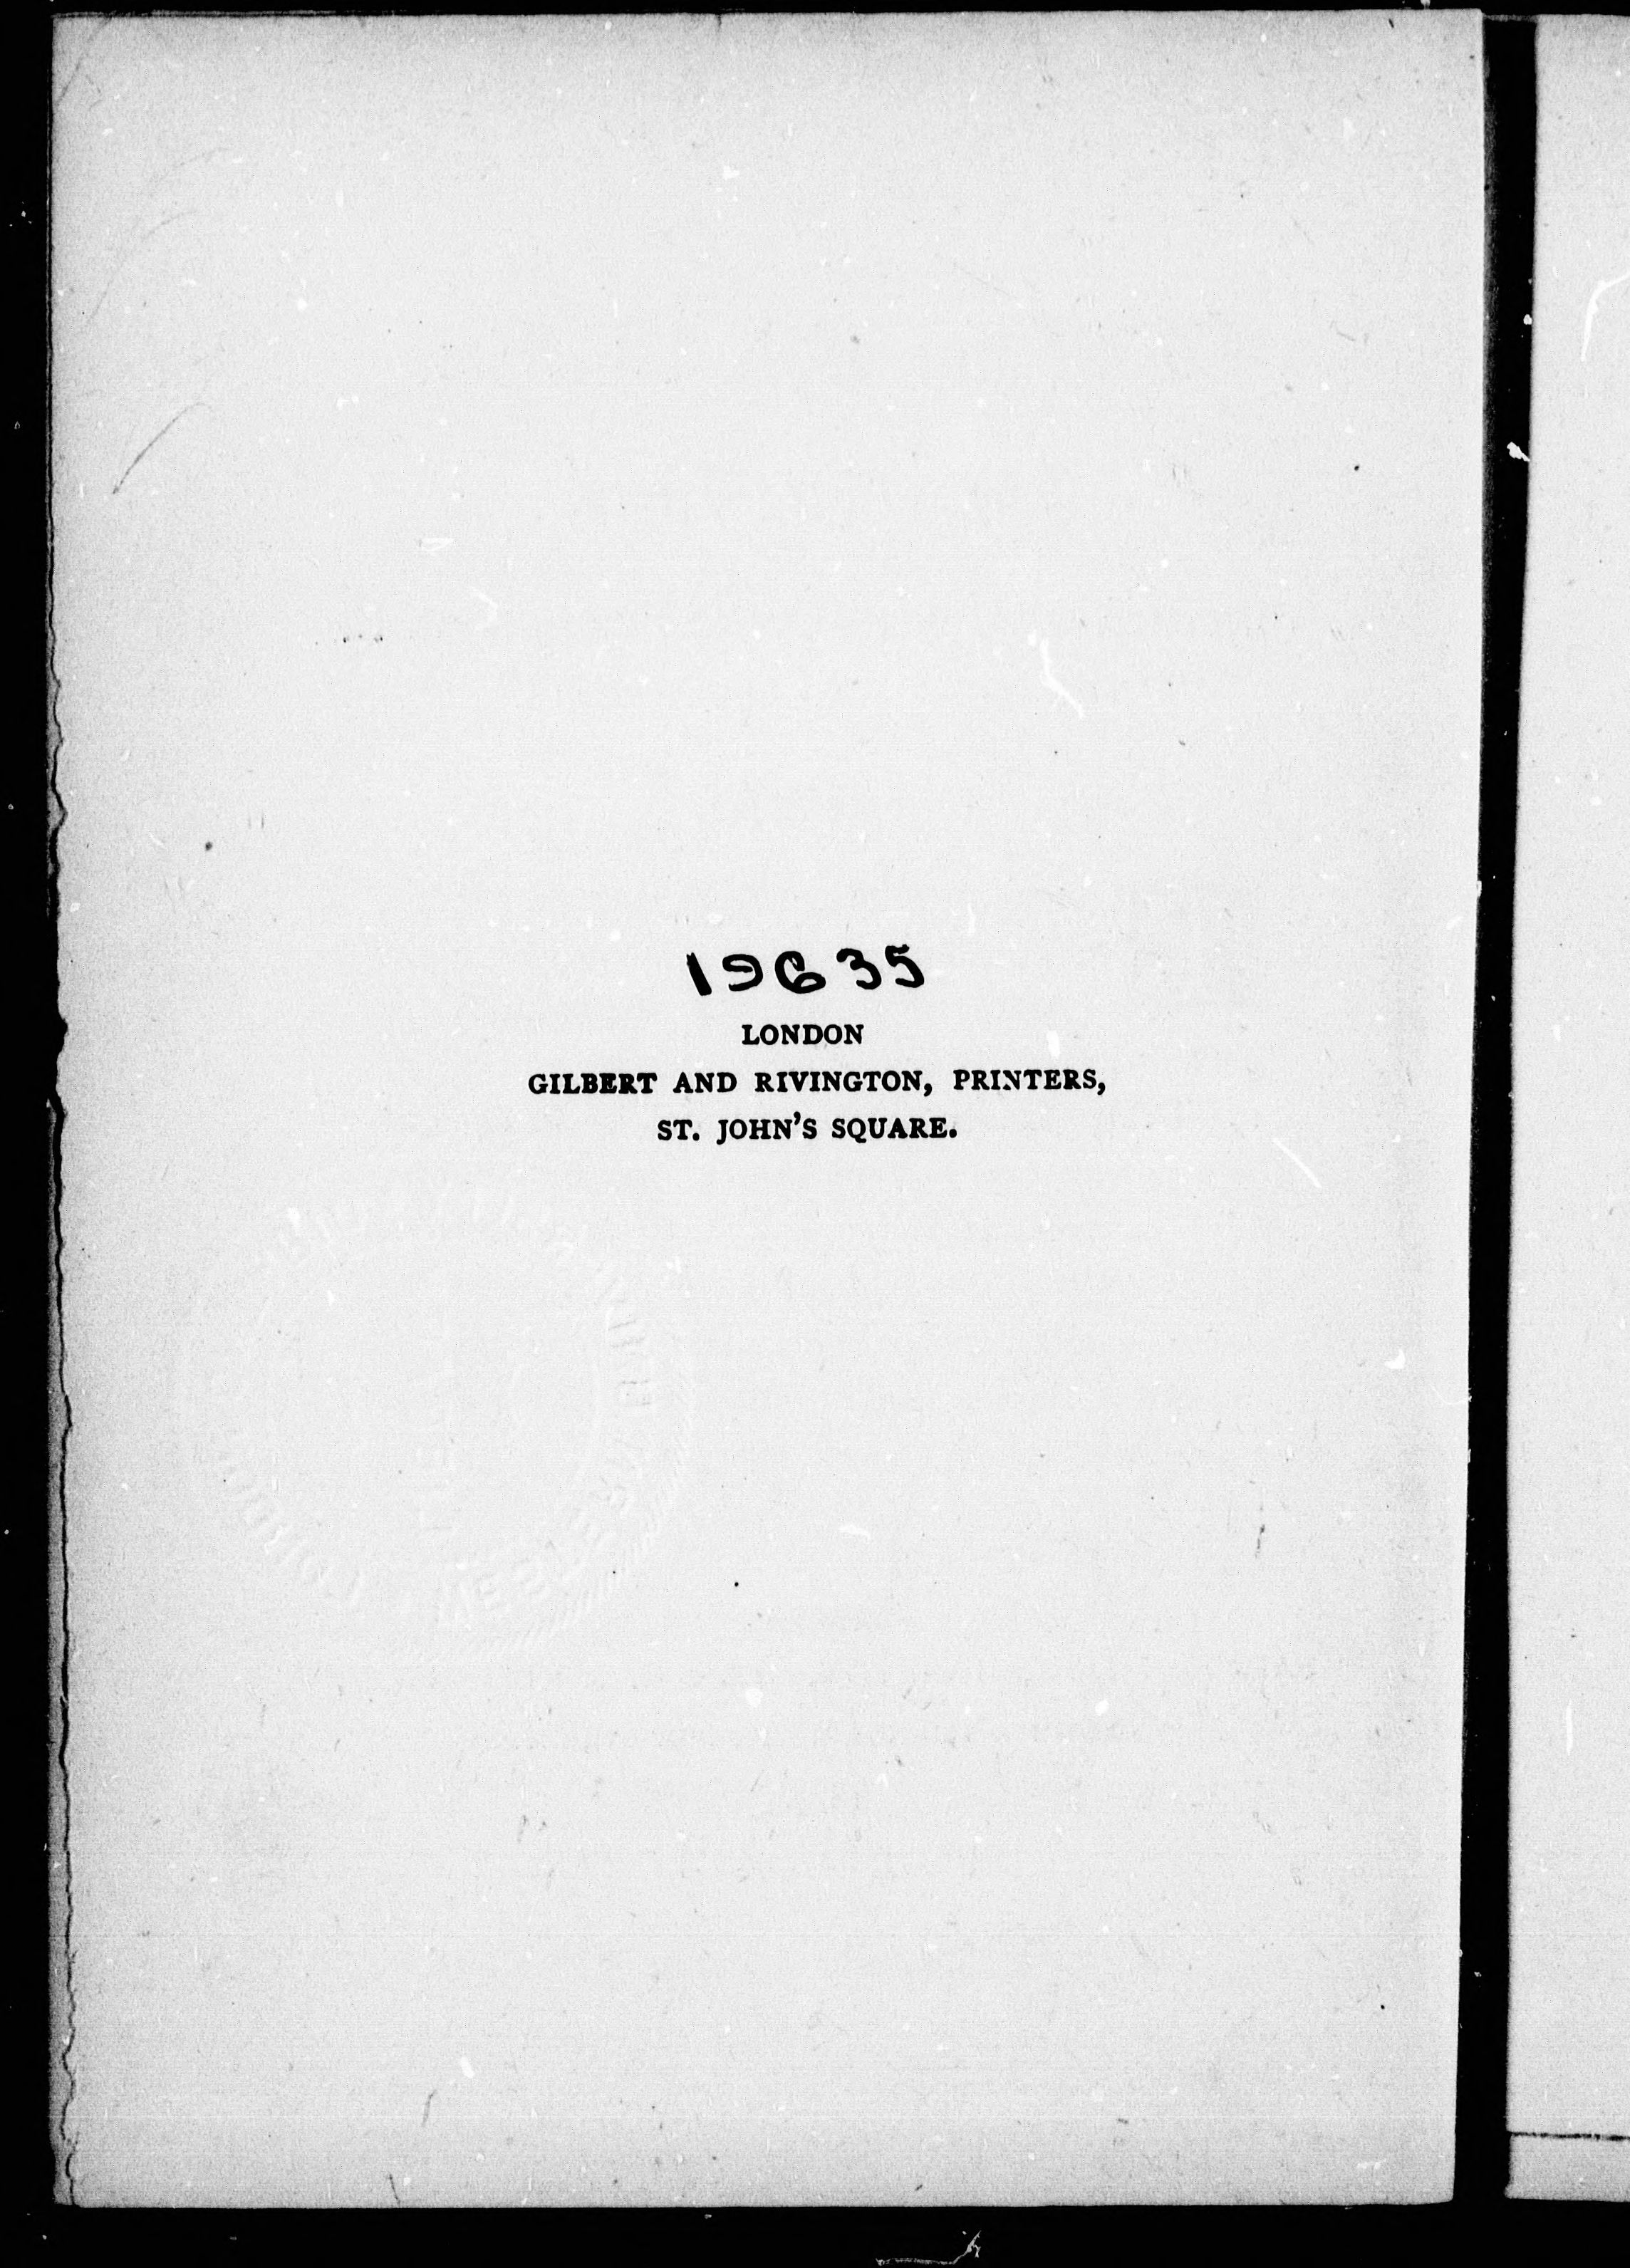 19635
LONDON
GILBERT AND RIVINGTON, PRINTERS,
ST. JOHN'S SQUARE.